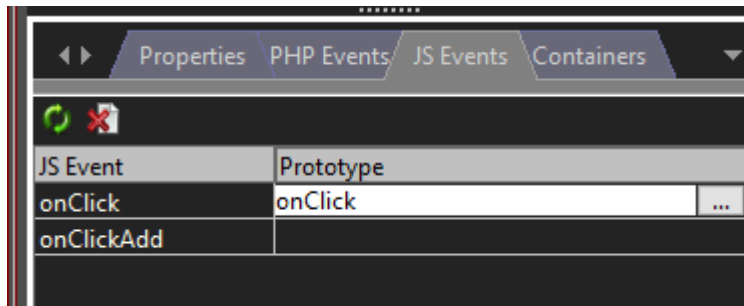 Properties PHP Events JS Events Containers
JS Event Prototype
onClick onClick ...
onClickAdd